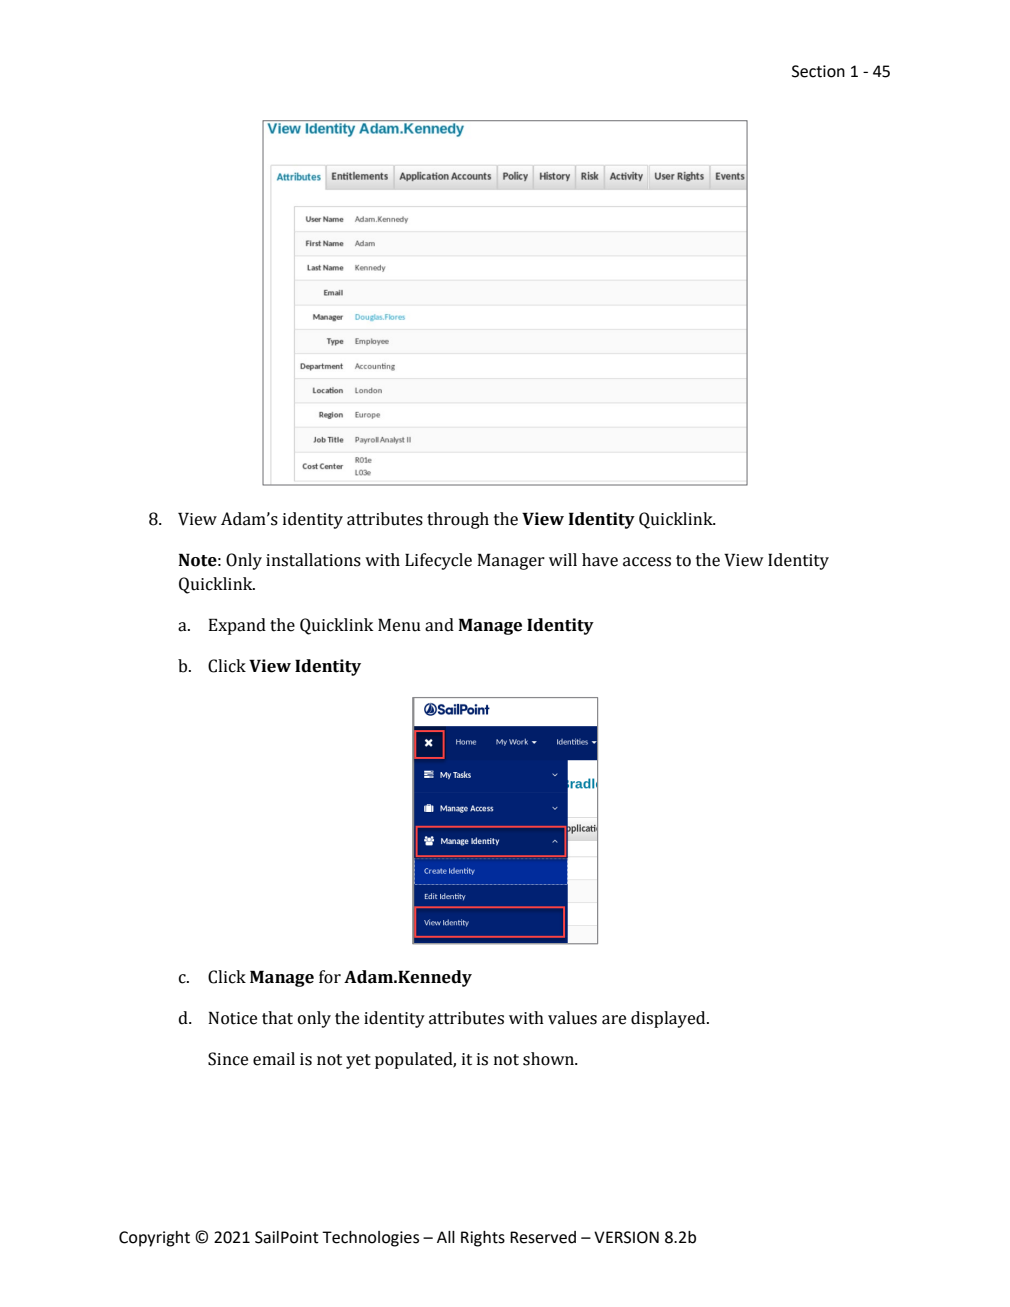 Section 1 - 45
View Identity Adam.Kennedy
Attributes Entitlements Application Accounts Policy History Risk Activity User Rights Events
User Name Adam.Kennedy
First Name Adam
Last Name Kennedy
Email
Manager Douglas.Flores
Type Employee
Department Accounting
Location London
Region Europe
Job Title Payroll Analyst II
Cost Center R01e
L03e
8. View Adam's identity attributes through the View Identity Quicklink.
Note: Only installations with Lifecycle Manager will have access to the View Identity
Quicklink.
a. Expand the Quicklink Menu and Manage Identity
b. Click View Identity
SailPoint
Home My Work Identities
My Tasks
Manage Access
Manage Identity
Create Identity
Edit Identity
View Identity
c. Click Manage for Adam.Kennedy
d. Notice that only the identity attributes with values are displayed.
Since email is not yet populated, it is not shown.
Copyright © 2021 SailPoint Technologies – All Rights Reserved – VERSION 8.2b